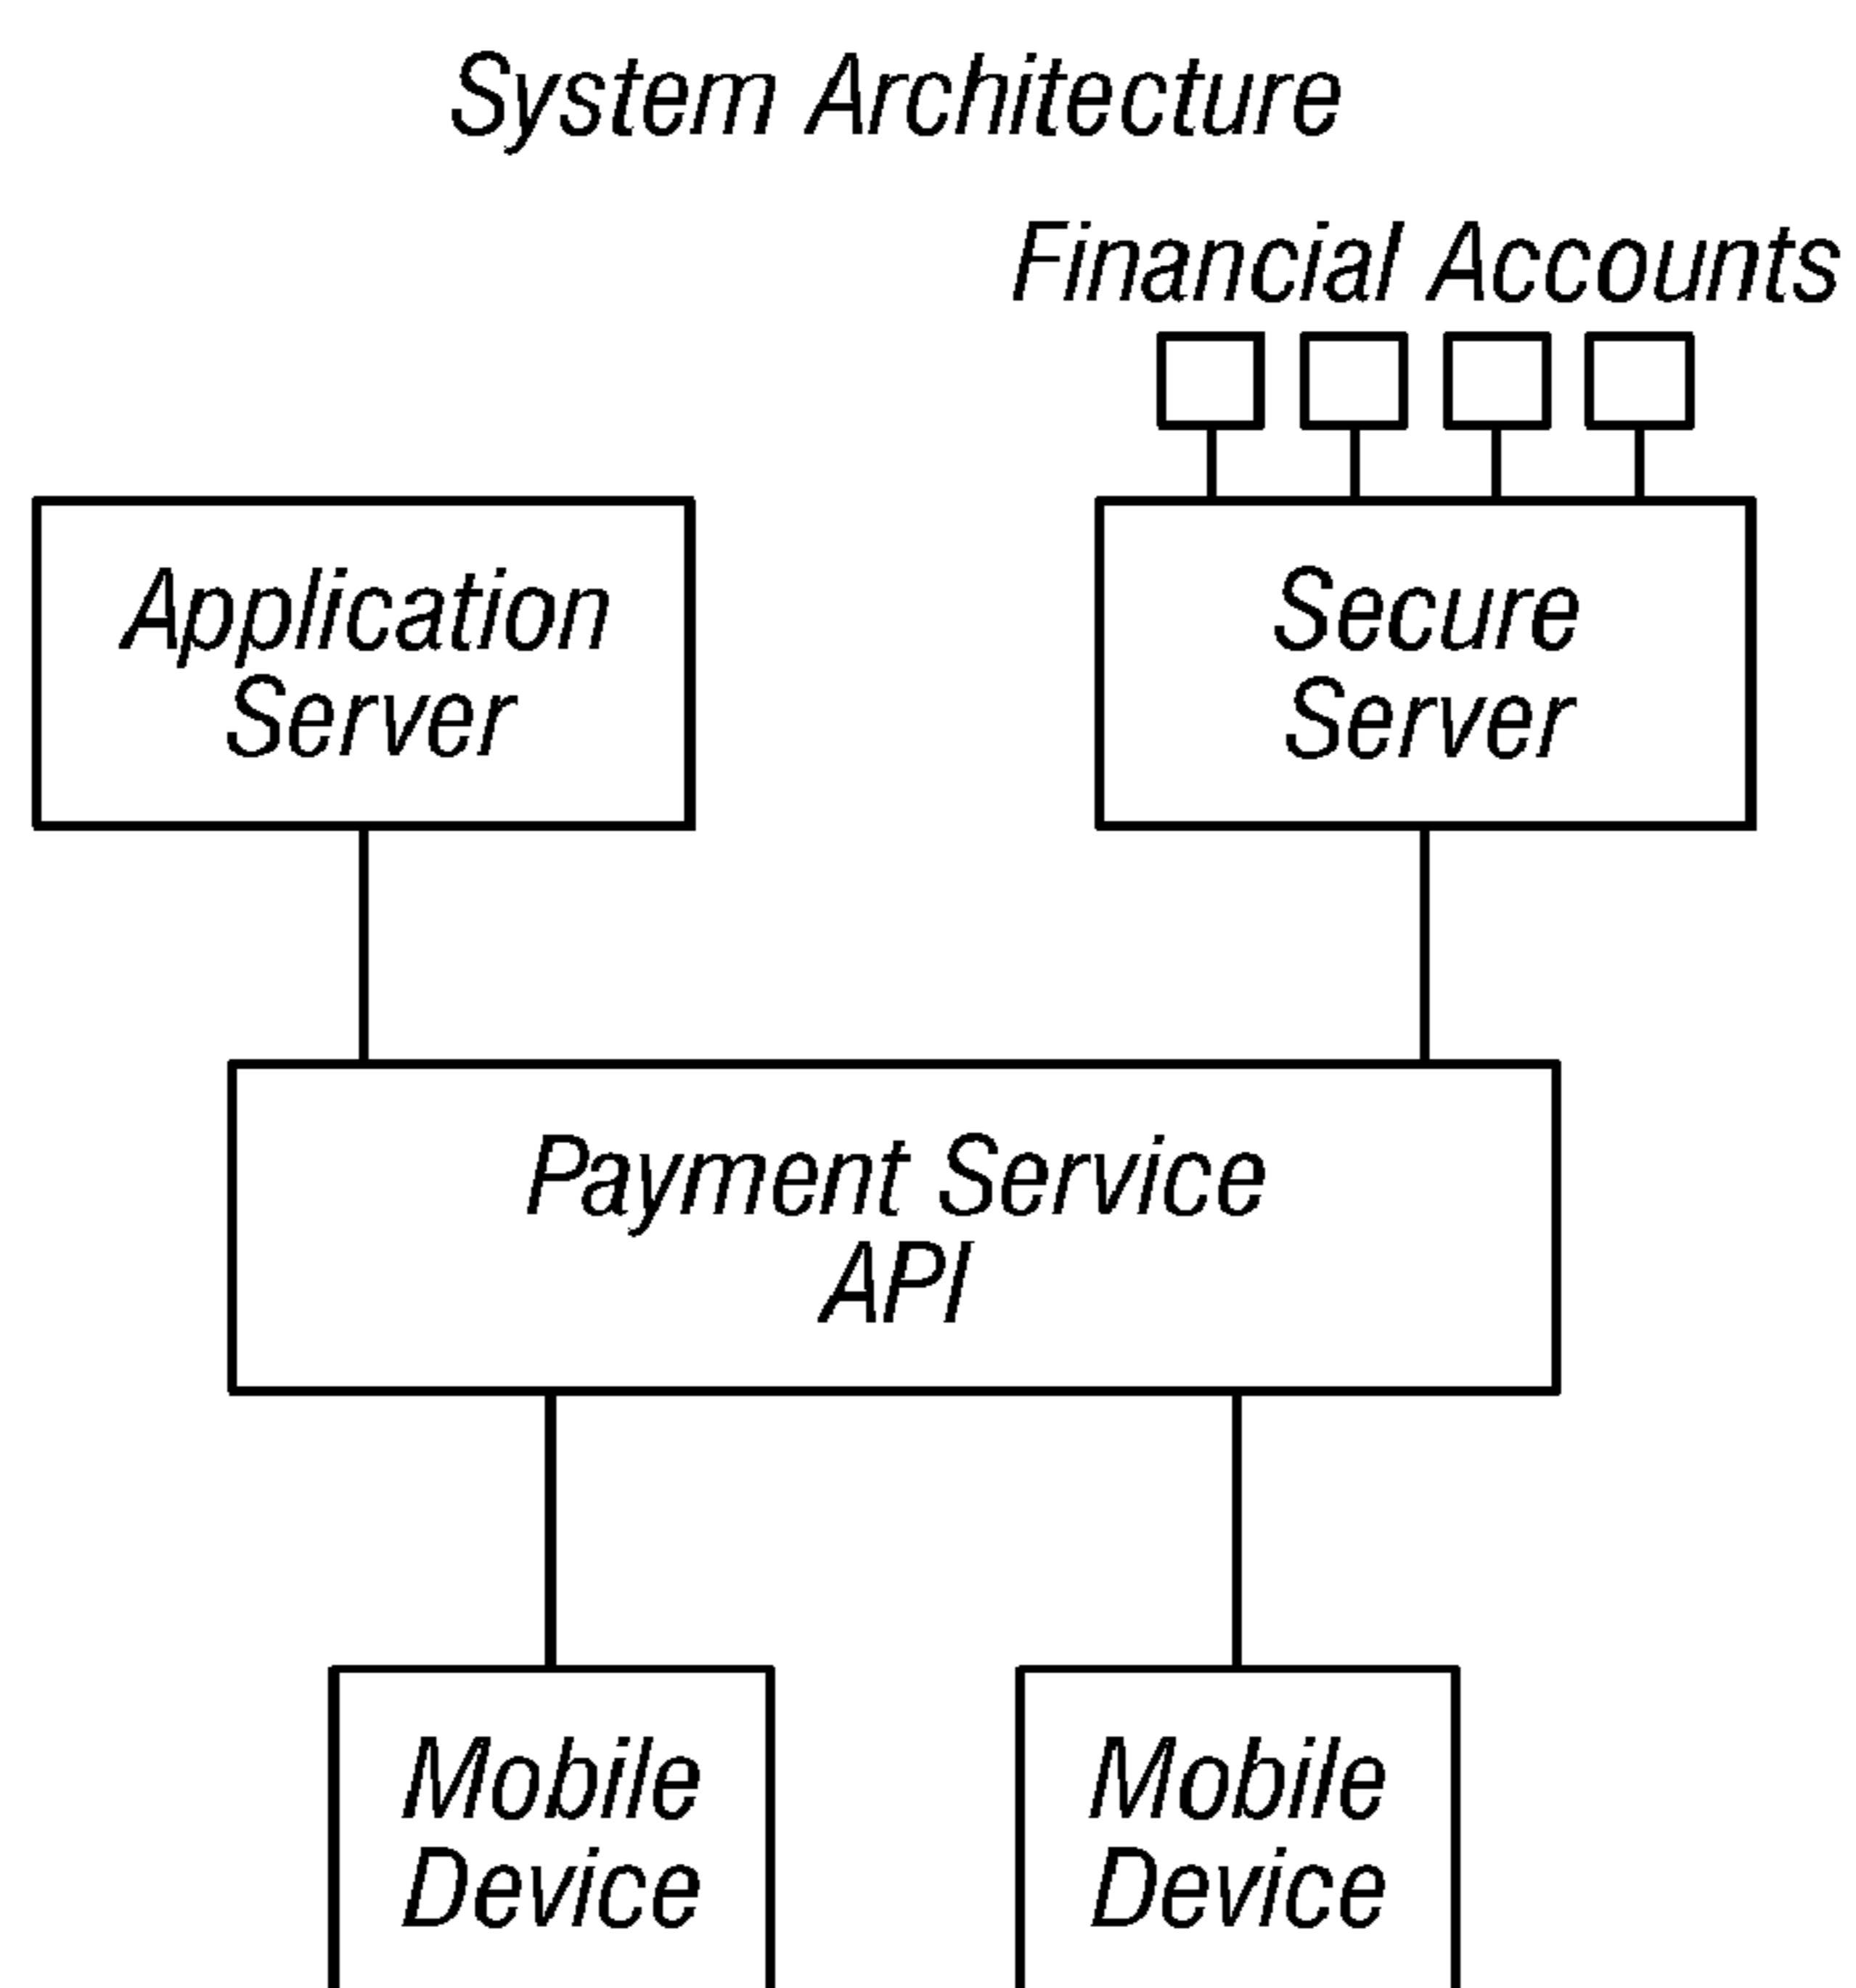 System Architecture
Financial Accounts
Application
Server
Secure
Server
Payment Service
API
Mobile
Device
Mobile
Device